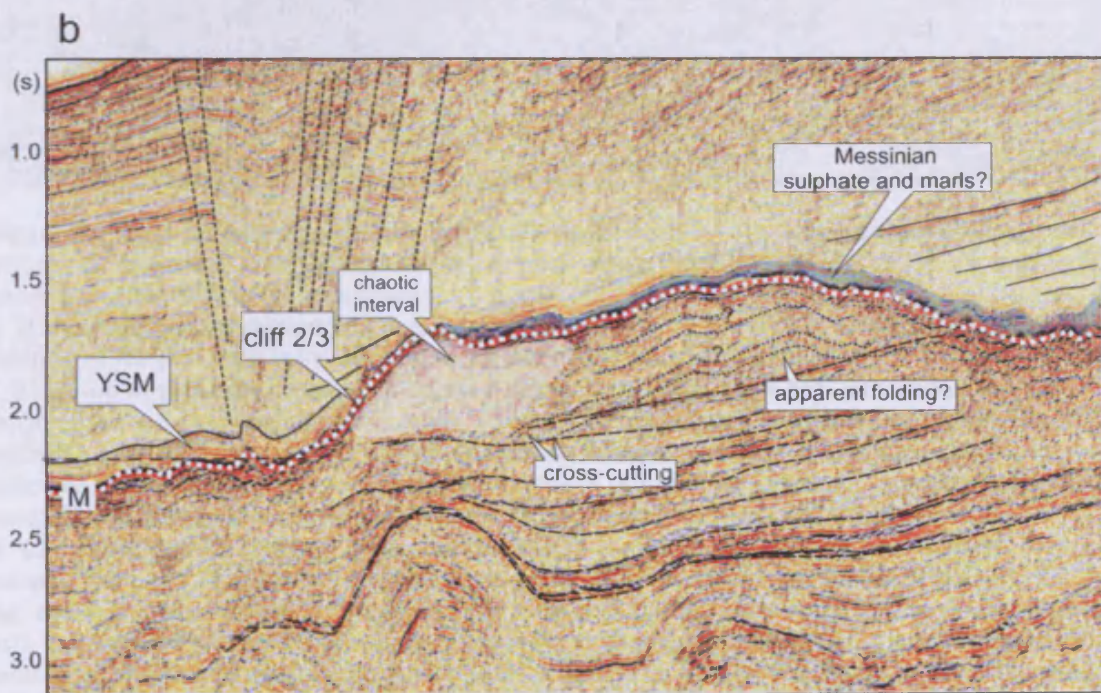 b
(s)
1.0
Messinian
sulphate and marls?
1.5
chaotic
interval
cliff 2/3
?
YSM
?
apparent folding?
2.0
cross-cutting
M
2.5
3.0